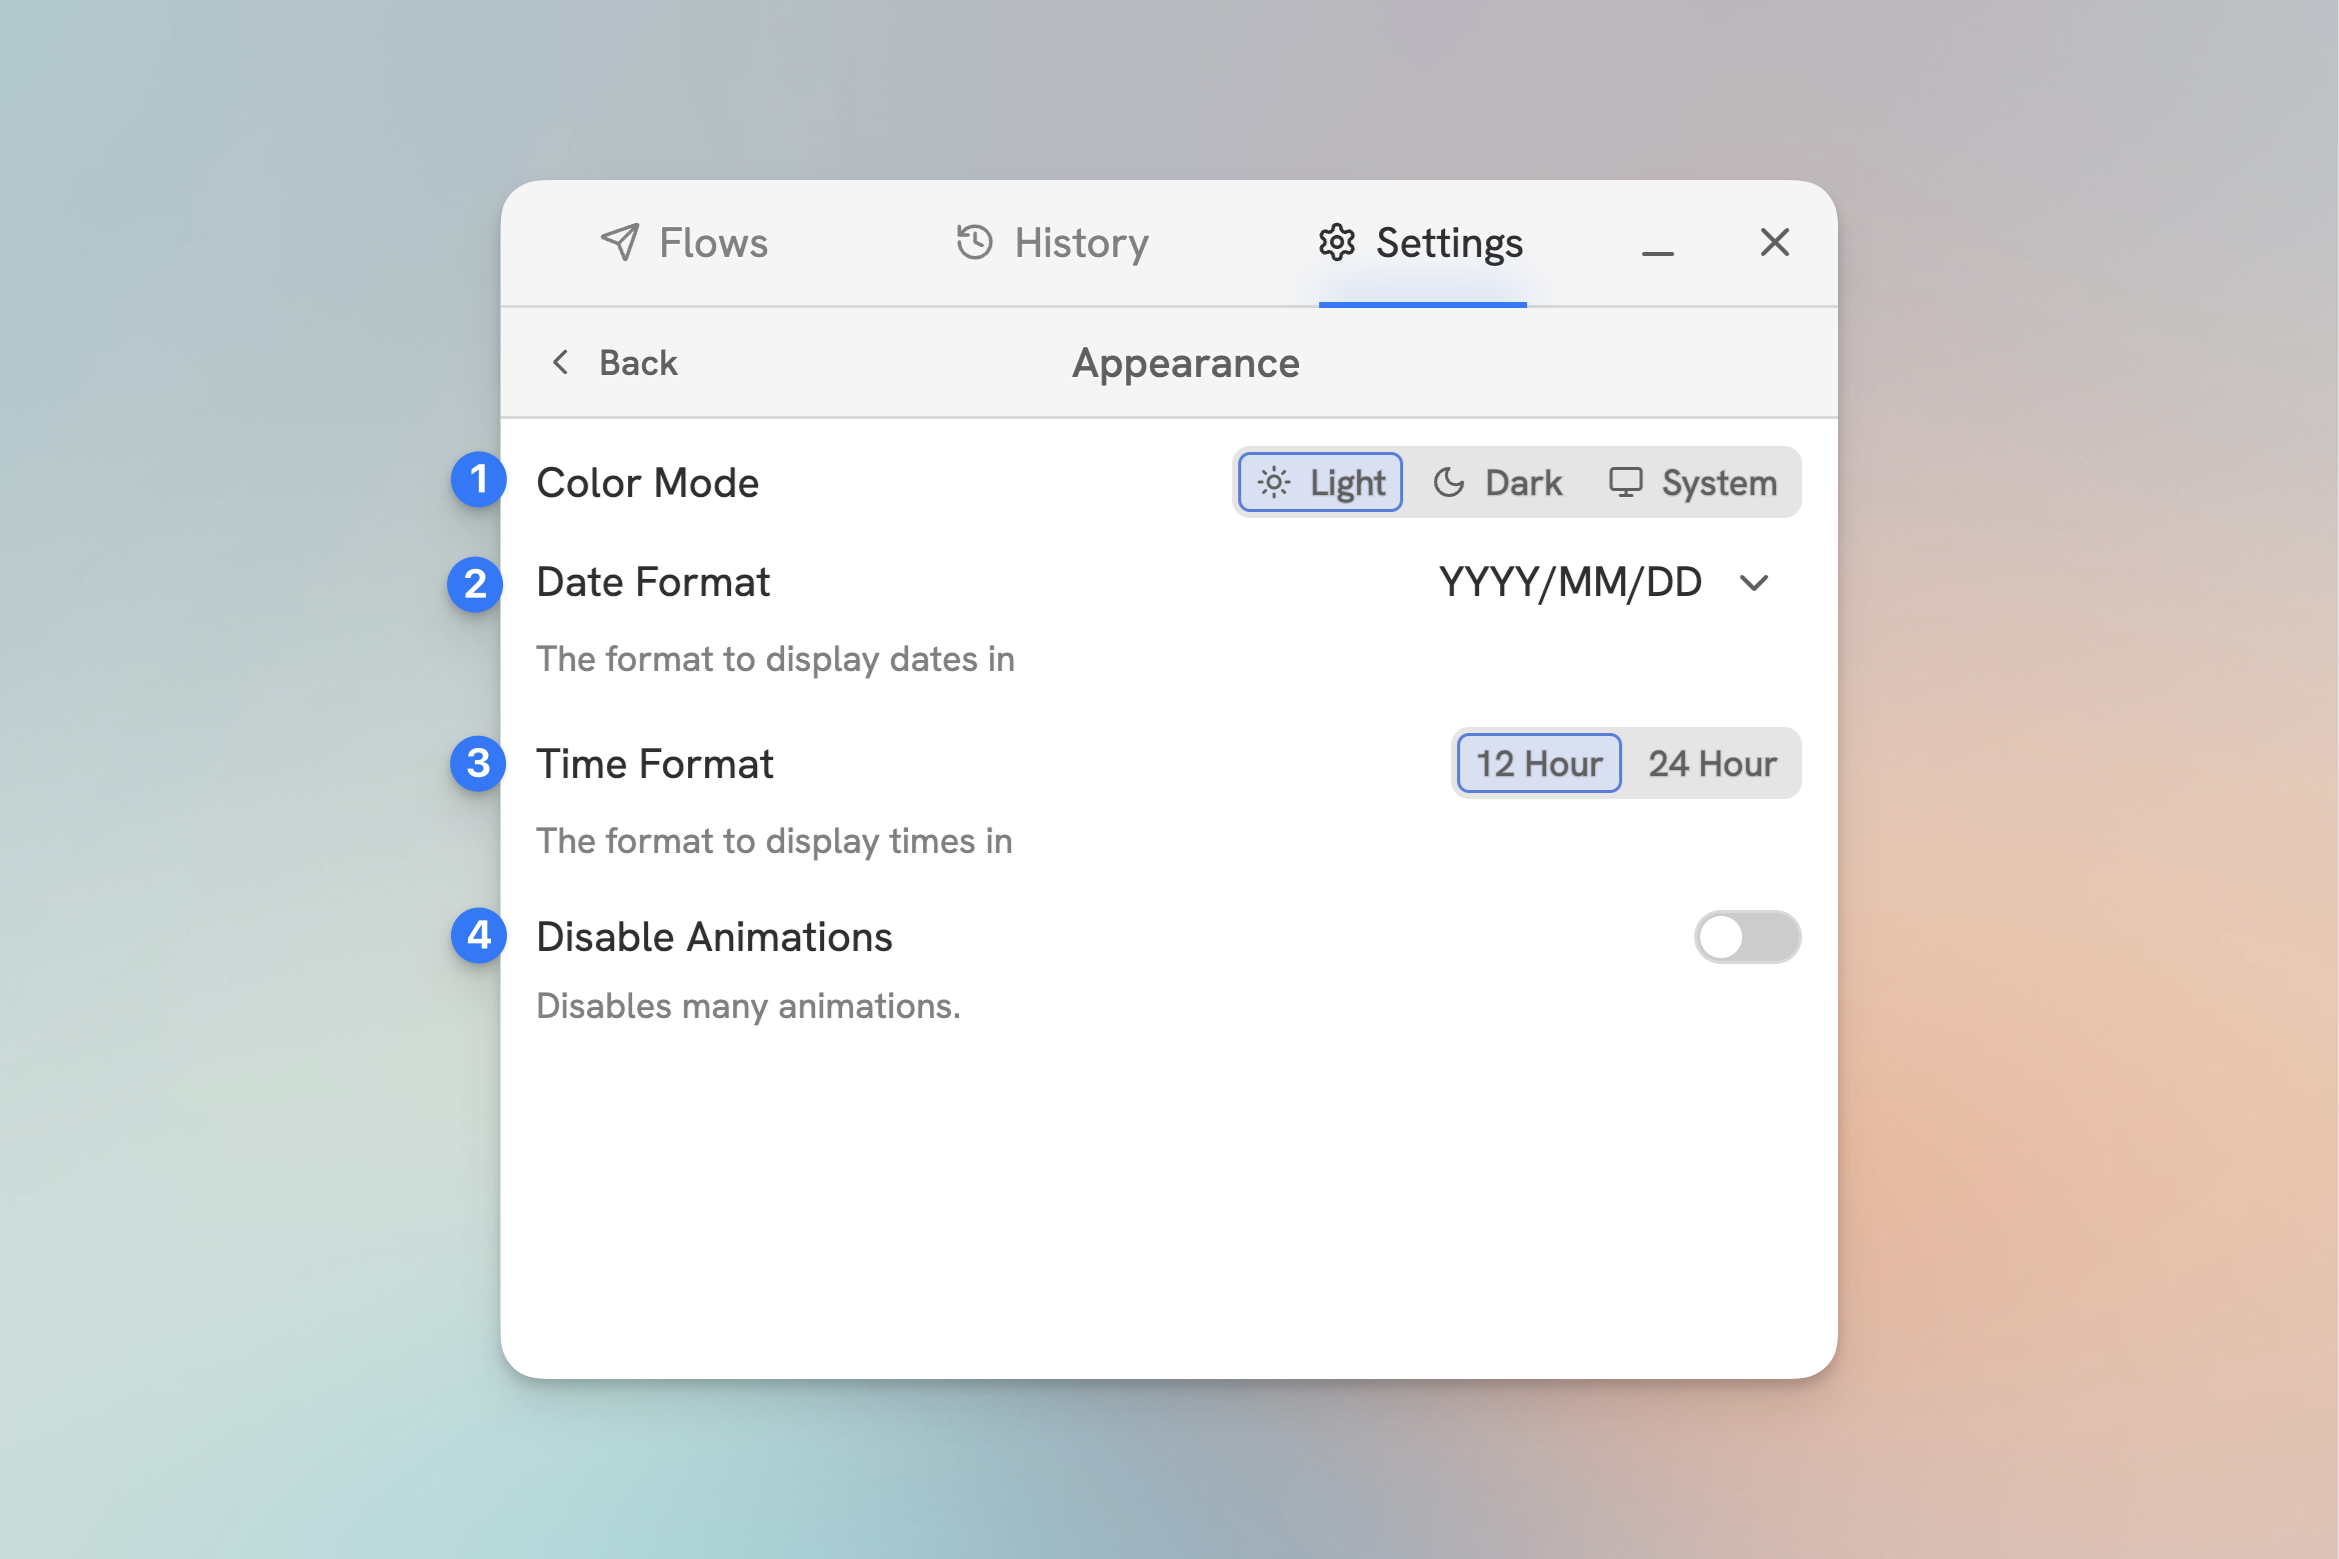 Flows History Settings
Back Appearance
1 Color Mode Light Dark System
2 Date Format YYYY/MM/DD
The format to display dates in
3 Time Format 12 Hour 24 Hour
The format to display times in
4 Disable Animations
Disables many animations.